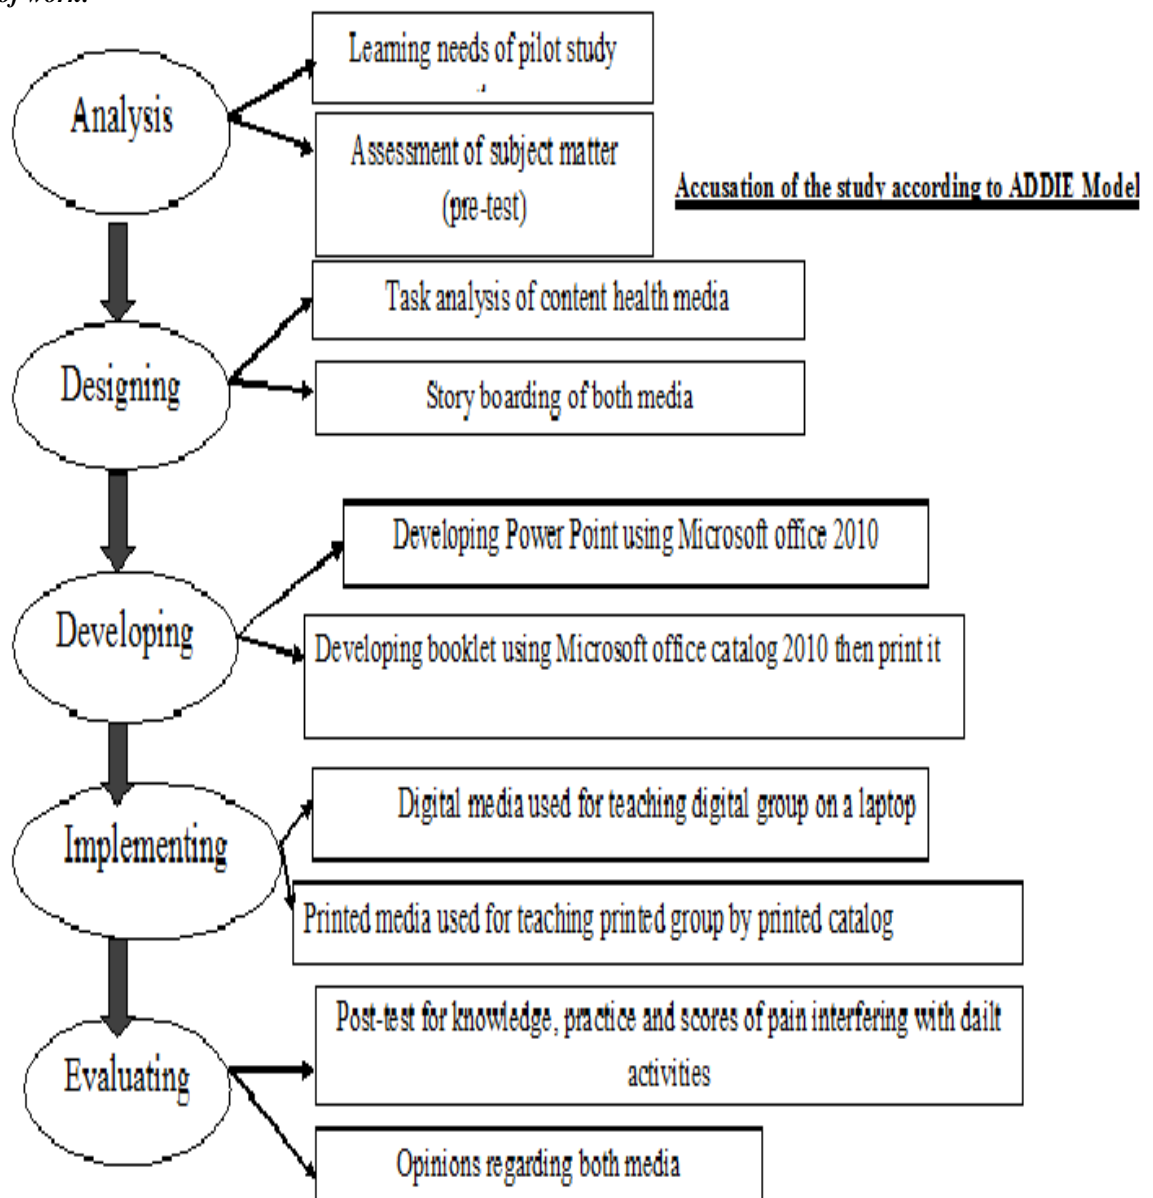 of work.
Analysis
Learning needs of pilot study
Assessment of subject matter
(pre-test)
Accusation of the study according to ADDIE Model
Designing
Task analysis of content health media
Story boarding of both media
Developing
Developing Power Point using Microsoft office 2010
Developing booklet using Microsoft office catalog 2010 then print it
Implementing
Digital media used for teaching digital group on a laptop
Printed media used for teaching printed group by printed catalog
Evaluating
Post-test for knowledge, practice and scores of pain interfering with dailt
activities
Opinions regarding both media